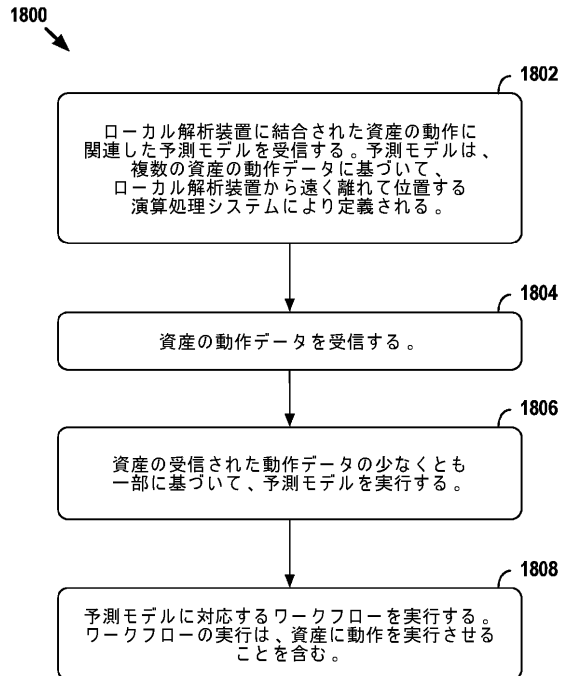 1800
1802
ローカル解析装置に結合された資産の動作に
関連した予測モデルを受信する。予測モデルは、
複数の資産の動作データに基づいて、
ローカル解析装置から遠く離れて位置する
演算処理システムにより定義される。
1804
資産の動作データを受信する。
1806
資産の受信された動作データの少なくとも
一部に基づいて、予測モデルを実行する。
1808
予測モデルに対応するワークフローを実行する。
ワークフローの実行は、資産に動作を実行させる
ことを含む。